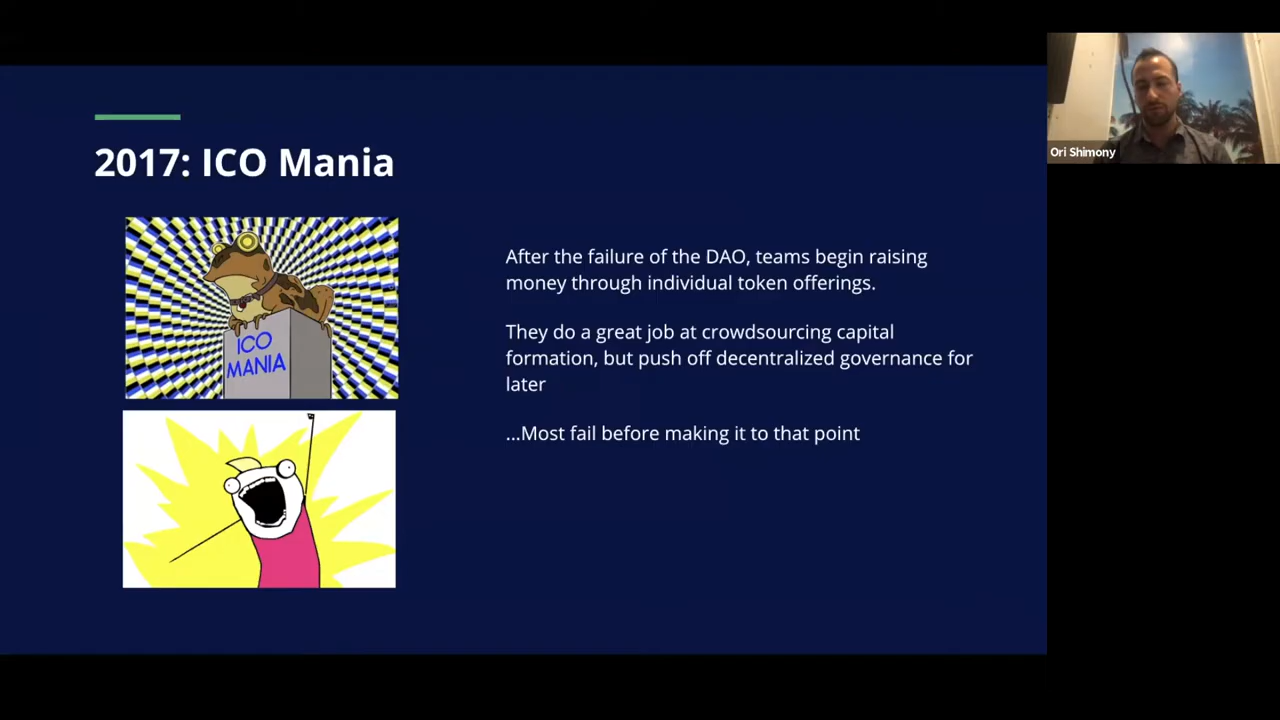 2017: ICO Mania
ICO
MANIA
After the failure of the DAO, teams begin raising
money through individual token offerings.
They do a great job at crowdsourcing capital
formation, but push off decentralized governance for
later
...Most fail before making it to that point
Ori Shimony